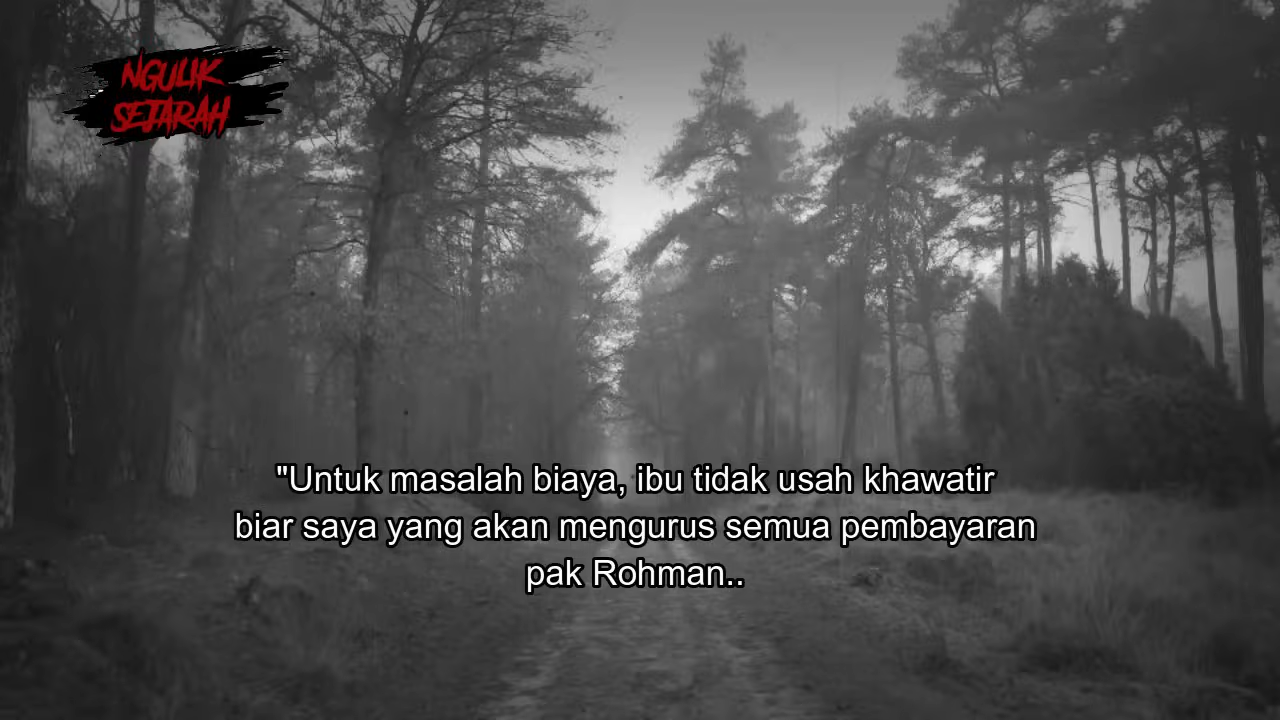 NGULIK
SEJARAH
"Untuk masalah biaya, ibu tidak usah khawatir
biar saya yang akan mengurus semua pembayaran
pak Rohman..